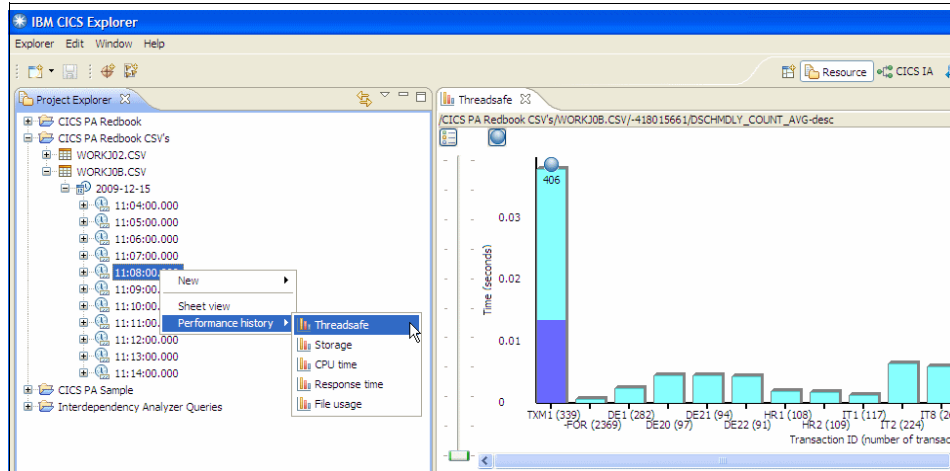 IBM CICS Explorer
Explorer Edit Window Help
Resource CICS IA
Project Explorer
Threadsafe
CICS PA Redbook
CICS PA Redbook CSV's
WORKJ02.CSV
WORKJ0B.CSV
2009-12-15
11:04:00.000
11:05:00.000
11:06:00.000
11:07:00.000
11:08:00.
11:09:00.
11:10:00.
11:11:00.
11:12:00.000
11:13:00.000
11:14:00.000
CICS PA Sample
Interdependency Analyzer Queries
New
Sheet view
Performance history
Threadsafe
Storage
CPU time
Response time
File usage
/CICS PA Redbook CSV's/WORKJ0B.CSV/-418015661/DSCHMDLY_COUNT_AVG-desc
406
0.03
0.02
0.01
0
Time (seconds)
TXM1 (339) DE1 (282) DE21 (94) HR1 (108) IT1 (117) IT8 (2
-FOR (2369) DE20 (97) DE22 (91) HR2 (109) IT2 (224)
Transaction ID (number of transac